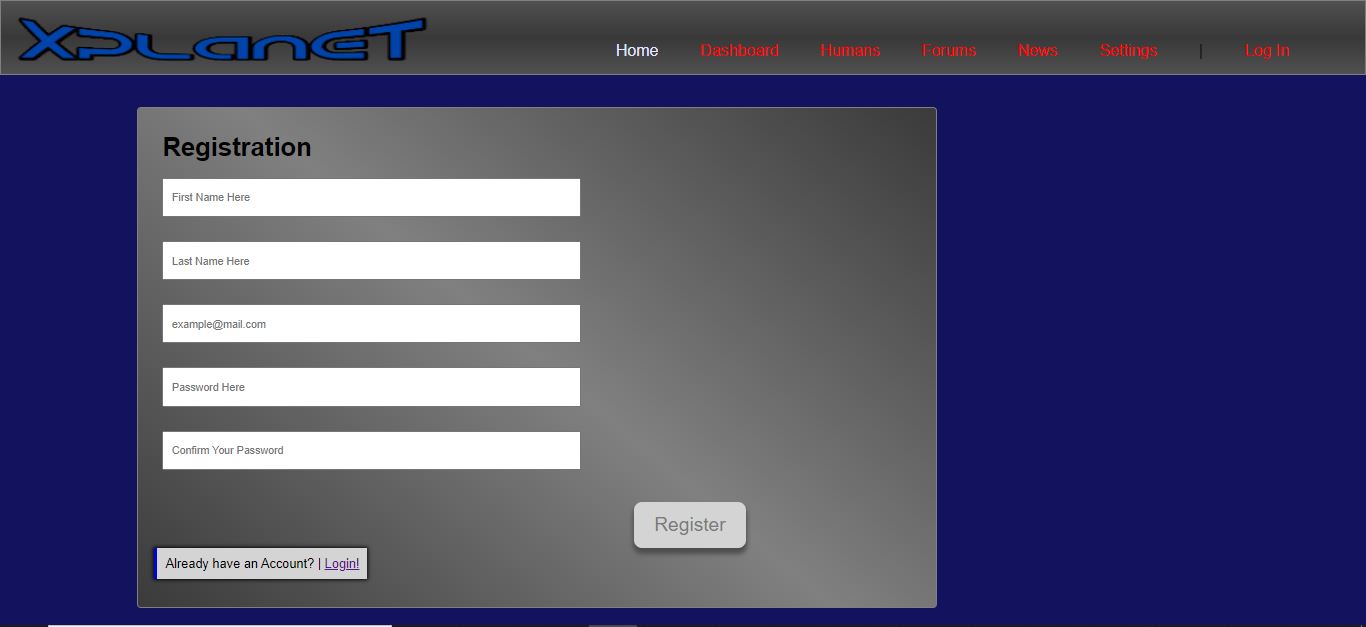 XPLANET
Home Dashboard Humans Forums News Settings | Log In
Registration
First Name Here
Last Name Here
example@mail.com
Password Here
Confirm Your Password
Register
Already have an Account? | Login!